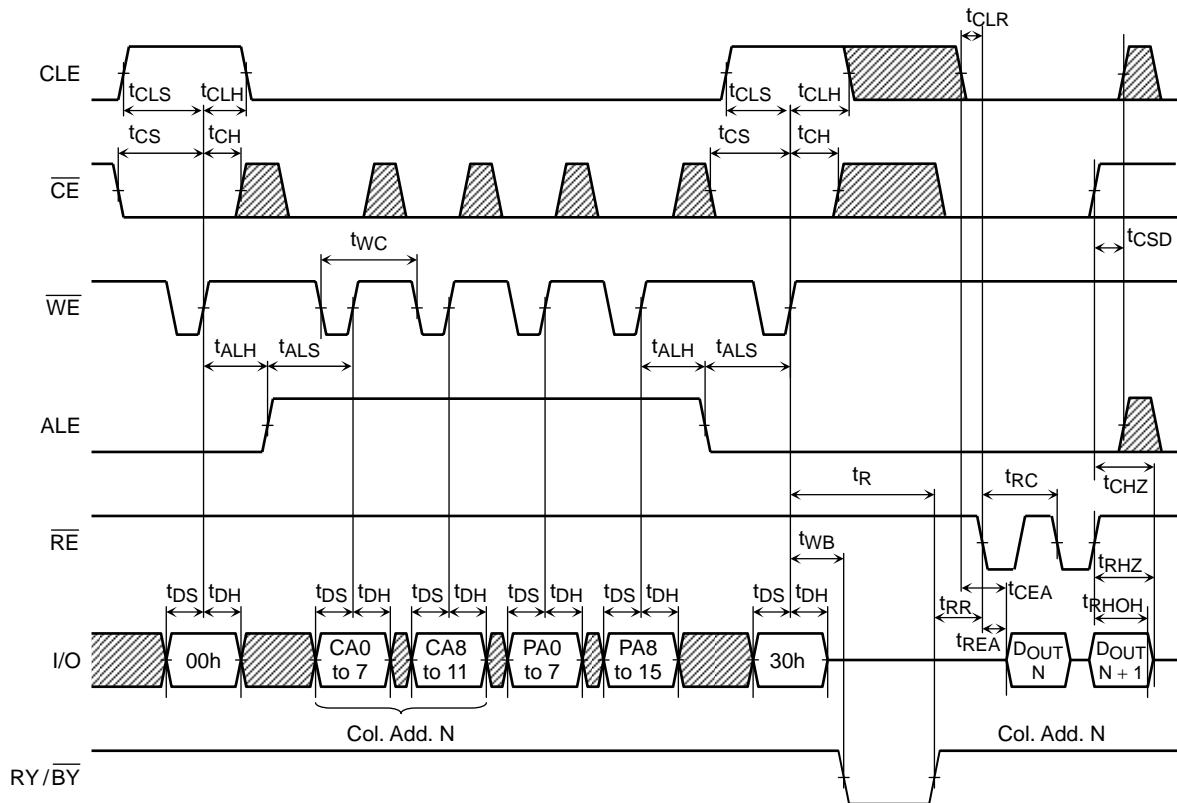 tCLR
CLE
tCLS tCLH tCLS tCLH
tCS tCH tCS tCH
CE
tWC tCSD
WE
tALH tALS tALH tALS
ALE
tR tRC tCHZ
RE
tWB tRHZ
tDS tDH tDS tDH tDS tDH tDS tDH tDS tDH tDS tDH tRR tCEA tRHOH
tREA
I/O 00h CA0 to 7 CA8 to 11 PA0 to 7 PA8 to 15 30h DOUT N DOUT N + 1
Col. Add. N Col. Add. N
RY/BY